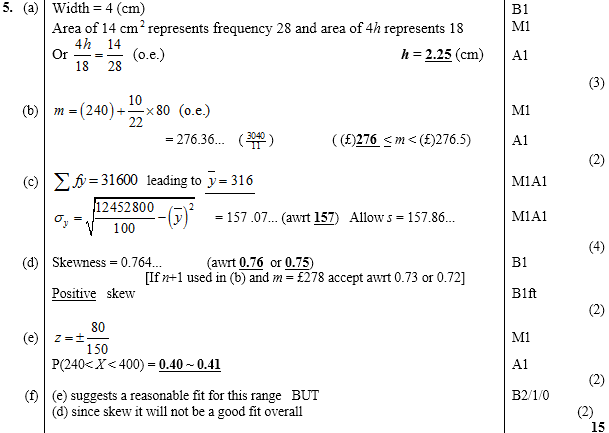 5. (a) Width = 4 (cm) B1
Area of 14 cm² represents frequency 28 and area of 4h represents 18 M1
Or 4h/18 = 14/28 (o.e.) h = 2.25 (cm) A1
(3)
(b) m = (240) + 10/22 × 80 (o.e.) M1
= 276.36... (3040/11) ((£)276 ≤ m < (£)276.5) A1
(2)
(c) ∑ fy = 31600 leading to y̅ = 316 M1A1
σy = √(12452800/100 − (y̅)²) = 157.07... (awrt 157) Allow s = 157.86... M1A1
(4)
(d) Skewness = 0.764... (awrt 0.76 or 0.75) B1
[If n+1 used in (b) and m = £278 accept awrt 0.73 or 0.72]
Positive skew B1ft
(2)
(e) z = ± 80/150 M1
P(240< X < 400) = 0.40 ~ 0.41 A1
(2)
(f) (e) suggests a reasonable fit for this range BUT B2/1/0
(d) since skew it will not be a good fit overall (2)
15